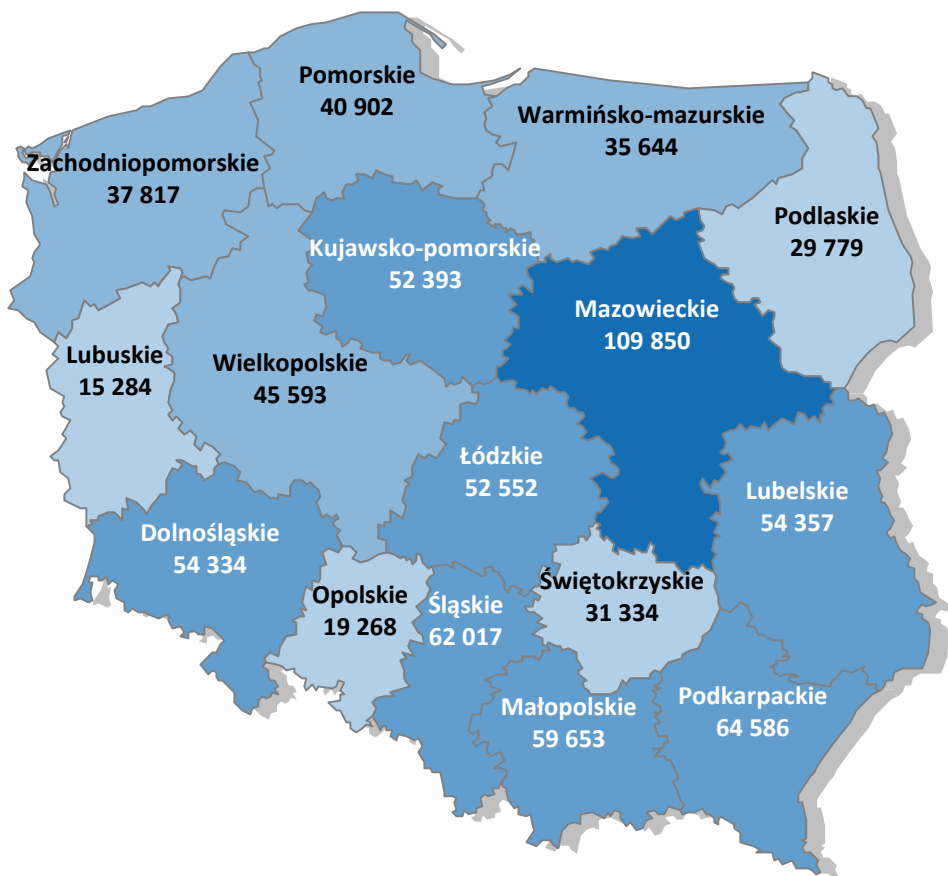 Pomorskie
40 902
Warmińsko-mazurskie
35 644
Zachodniopomorskie
37 817
Podlaskie
29 779
Kujawsko-pomorskie
52 393
Mazowieckie
109 850
Lubuskie
15 284
Wielkopolskie
45 593
Łódzkie
52 552
Lubelskie
54 357
Dolnośląskie
54 334
Opolskie
19 268
Śląskie
62 017
Świętokrzyskie
31 334
Małopolskie
59 653
Podkarpackie
64 586